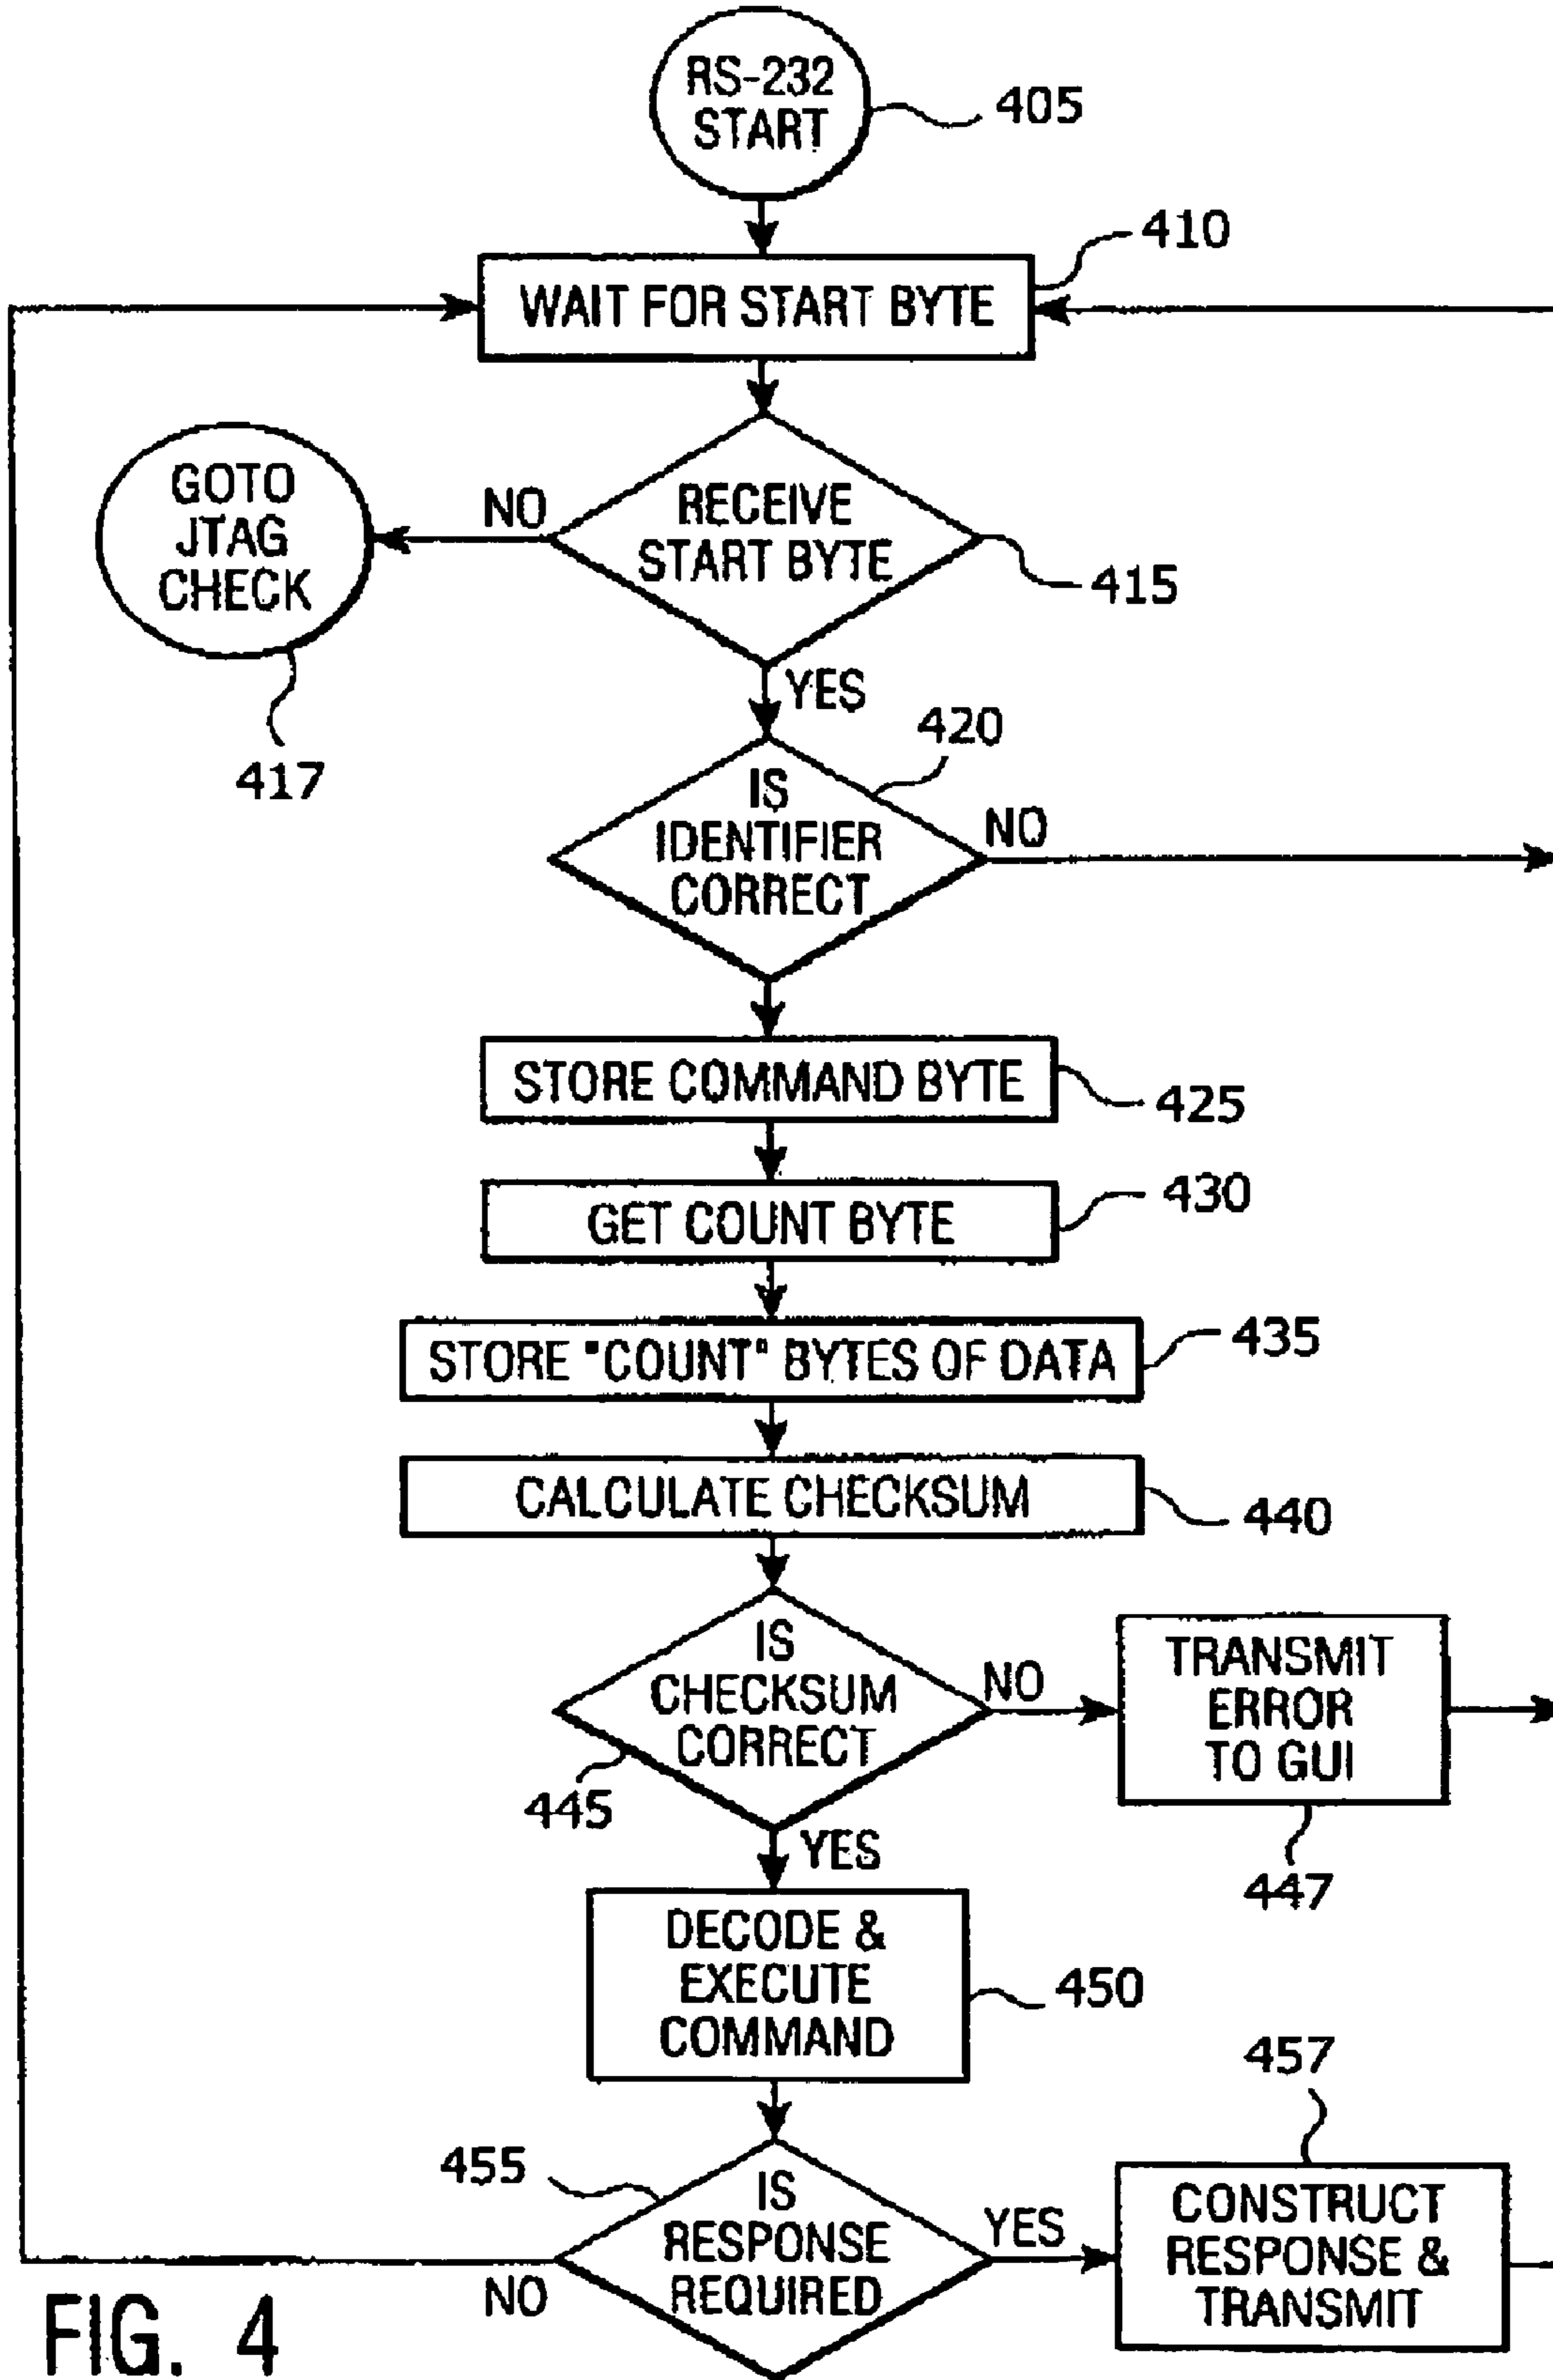 RS-232
START
405
410
WAIT FOR START BYTE
GOTO
JTAG
CHECK
417
NO
RECEIVE
START BYTE
415
YES
420
IS
IDENTIFIER
CORRECT
NO
STORE COMMAND BYTE
425
GET COUNT BYTE
430
STORE "COUNT" BYTES OF DATA
435
CALCULATE CHECKSUM
440
IS
CHECKSUM
CORRECT
445
NO
TRANSMIT
ERROR
TO GUI
447
YES
DECODE &
EXECUTE
COMMAND
450
455
IS
RESPONSE
REQUIRED
NO
YES
457
CONSTRUCT
RESPONSE &
TRANSMIT
FIG. 4